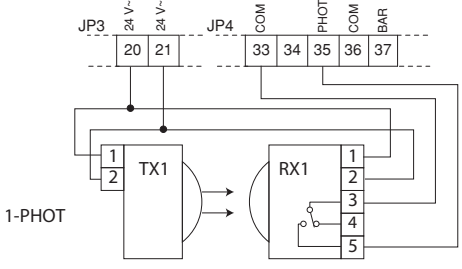 JP3
24 V~
24 V~
JP4
COM
PHOT
COM
BAR
20 21
33 34 35 36 37
1
2
TX1
RX1
1
2
3
4
5
1-PHOT